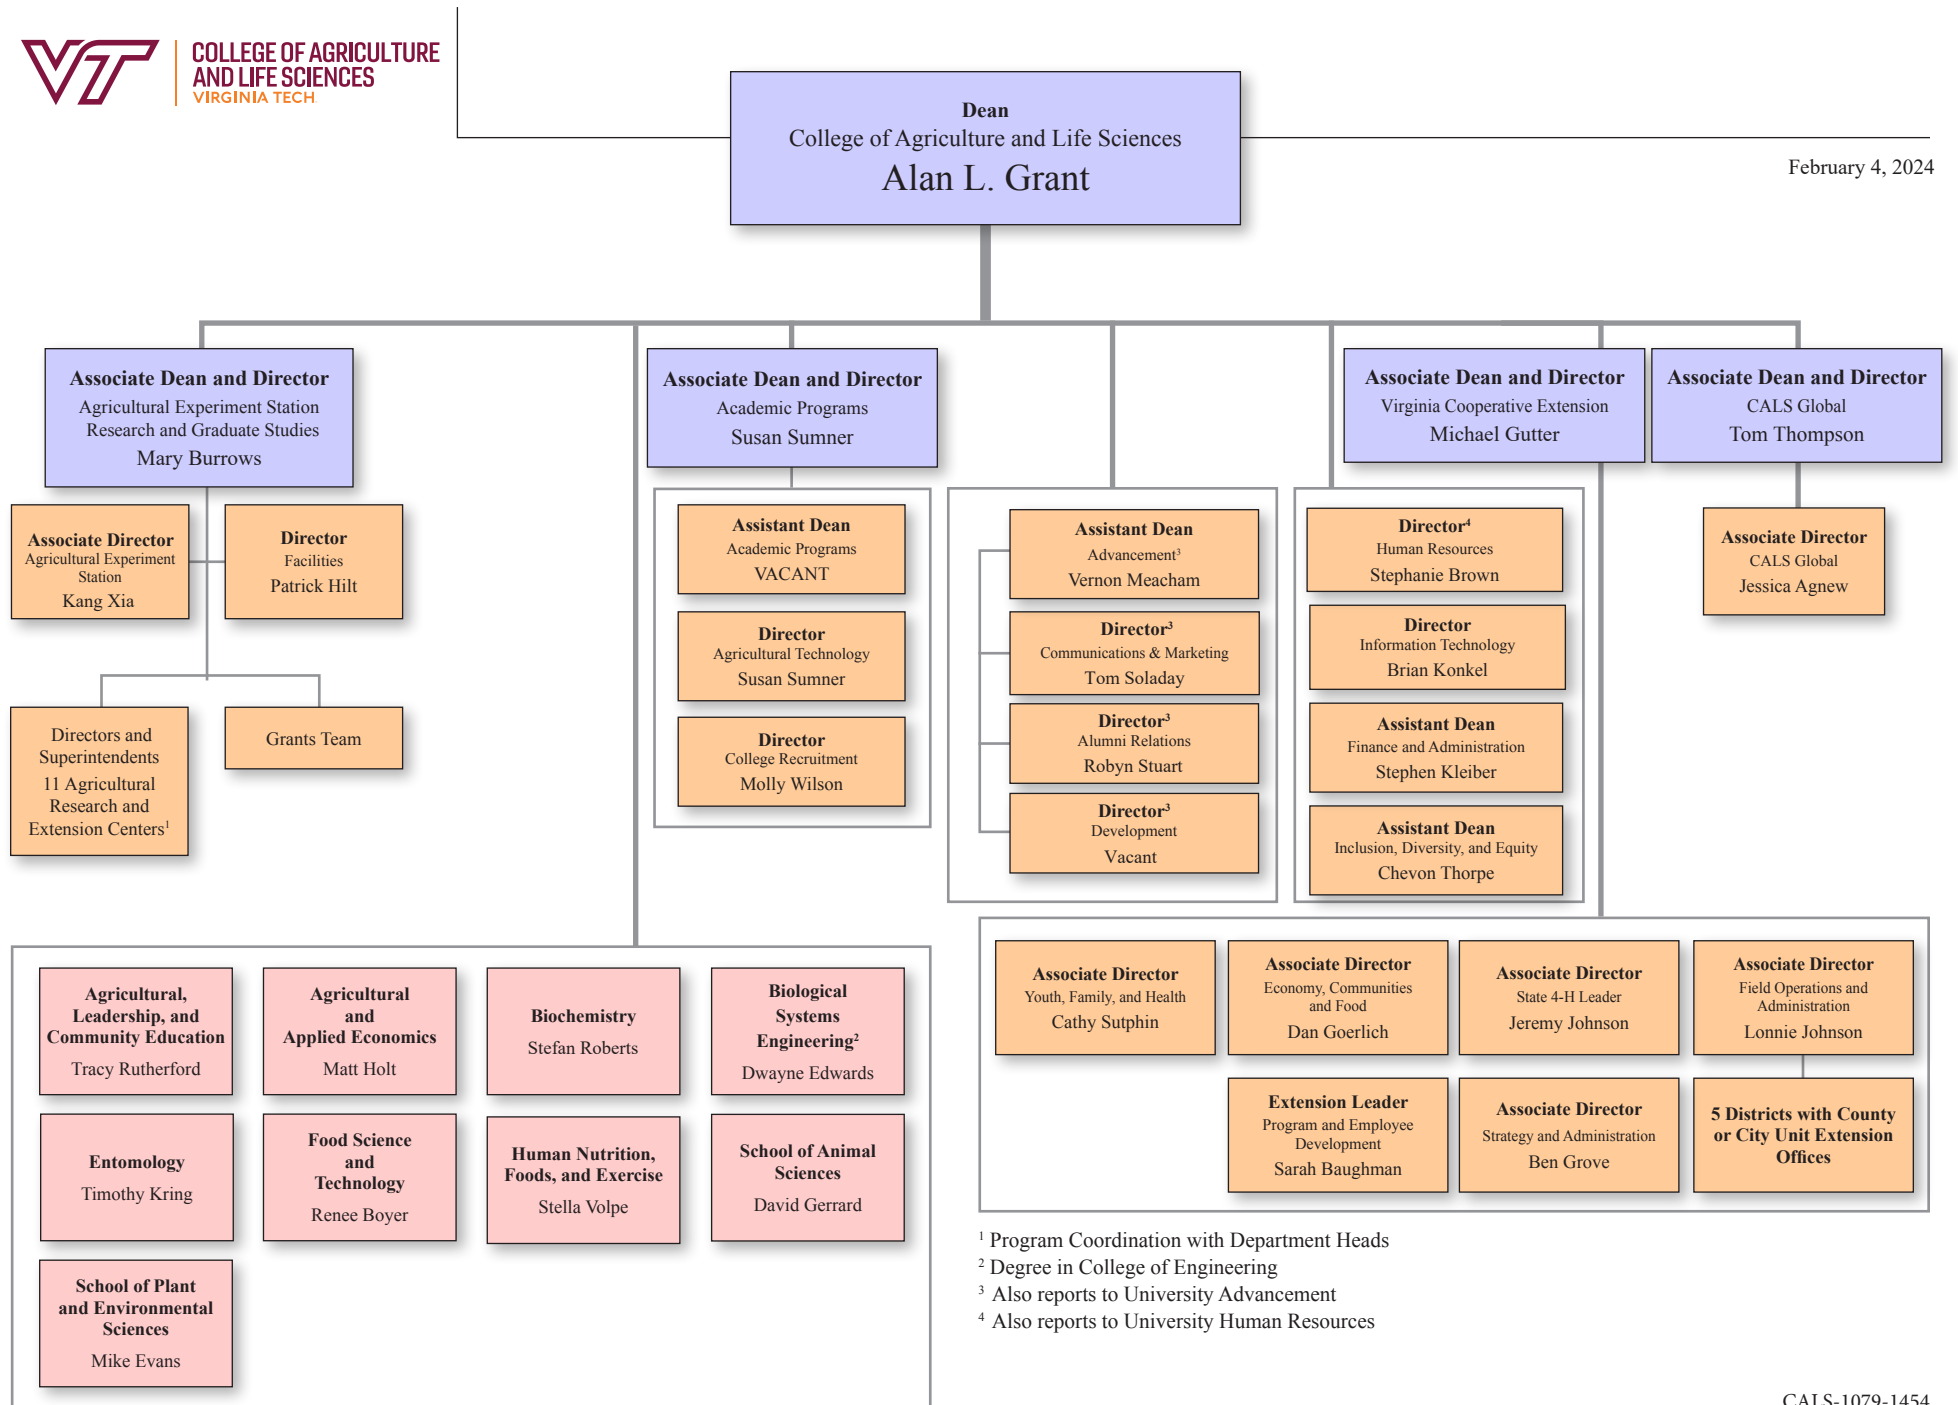 VT
COLLEGE OF AGRICULTURE
AND LIFE SCIENCES
VIRGINIA TECH
Dean
College of Agriculture and Life Sciences
Alan L. Grant
February 4, 2024
Associate Dean and Director
Agricultural Experiment Station
Research and Graduate Studies
Mary Burrows
Associate Dean and Director
Academic Programs
Susan Sumner
Associate Dean and Director
Virginia Cooperative Extension
Michael Gutter
Associate Dean and Director
CALS Global
Tom Thompson
Associate Director
Agricultural Experiment
Station
Kang Xia
Director
Facilities
Patrick Hilt
Directors and
Superintendents
11 Agricultural
Research and
Extension Centers¹
Grants Team
Assistant Dean
Academic Programs
VACANT
Director
Agricultural Technology
Susan Sumner
Director
College Recruitment
Molly Wilson
Assistant Dean
Advancement³
Vernon Meacham
Director³
Communications & Marketing
Tom Soladay
Director³
Alumni Relations
Robyn Stuart
Director³
Development
Vacant
Director⁴
Human Resources
Stephanie Brown
Director
Information Technology
Brian Konkel
Assistant Dean
Finance and Administration
Stephen Kleiber
Assistant Dean
Inclusion, Diversity, and Equity
Chevon Thorpe
Associate Director
CALS Global
Jessica Agnew
Agricultural,
Leadership, and
Community Education
Tracy Rutherford
Agricultural
and
Applied Economics
Matt Holt
Biochemistry
Stefan Roberts
Biological
Systems
Engineering²
Dwayne Edwards
Entomology
Timothy Kring
Food Science
and
Technology
Renee Boyer
Human Nutrition,
Foods, and Exercise
Stella Volpe
School of Animal
Sciences
David Gerrard
School of Plant
and Environmental
Sciences
Mike Evans
Associate Director
Youth, Family, and Health
Cathy Sutphin
Associate Director
Economy, Communities
and Food
Dan Goerlich
Associate Director
State 4-H Leader
Jeremy Johnson
Associate Director
Field Operations and
Administration
Lonnie Johnson
Extension Leader
Program and Employee
Development
Sarah Baughman
Associate Director
Strategy and Administration
Ben Grove
5 Districts with County
or City Unit Extension
Offices
¹ Program Coordination with Department Heads
² Degree in College of Engineering
³ Also reports to University Advancement
⁴ Also reports to University Human Resources
CALS-1079-1454